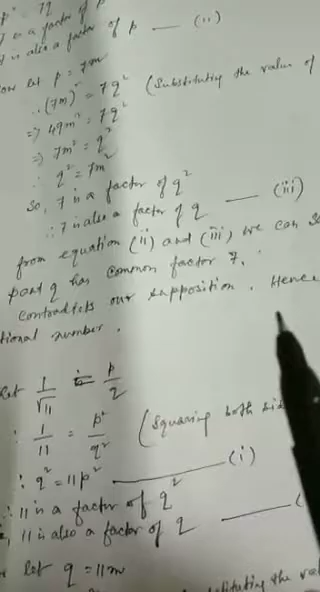 p² = 7q²
7 is a factor of p
7 is also a factor of p — (ii)
now let p = 7m
∴ (7m)² = 7q² (Substituting the value of
⇒ 49m² = 7q²
⇒ 7m² = q²
∴ q² = 7m²
So, 7 is a factor of q²
∴ 7 is also a factor of q — (iii)
from equation (ii) and (iii), we can
p and q has common factor 7.
contradicts our supposition. Hence
tional number.
Let 1/√11 = p/q
∴ 1/11 = p²/q² (Squaring both
∴ q² = 11p² — (i)
∴ 11 is a factor of q²
11 is also a factor of q —
let q = 11m